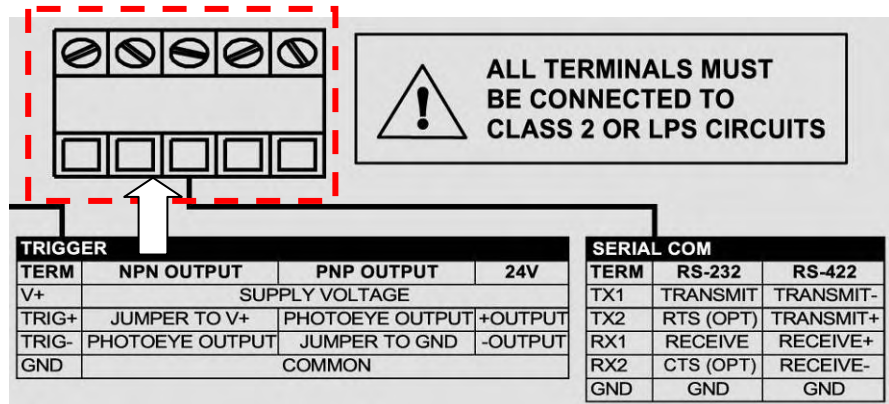 ALL TERMINALS MUST
BE CONNECTED TO
CLASS 2 OR LPS CIRCUITS
TRIGGER
TERM NPN OUTPUT PNP OUTPUT 24V
V+ SUPPLY VOLTAGE
TRIG+ JUMPER TO V+ PHOTOEYE OUTPUT +OUTPUT
TRIG- PHOTOEYE OUTPUT JUMPER TO GND -OUTPUT
GND COMMON
SERIAL COM
TERM RS-232 RS-422
TX1 TRANSMIT TRANSMIT-
TX2 RTS (OPT) TRANSMIT+
RX1 RECEIVE RECEIVE+
RX2 CTS (OPT) RECEIVE-
GND GND GND